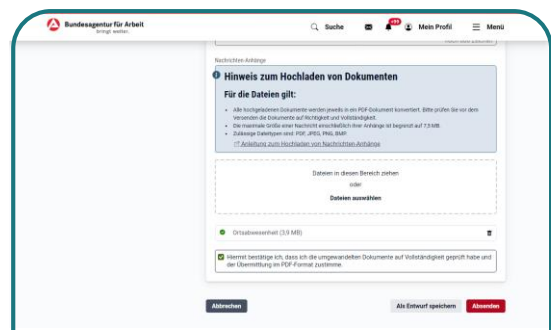 Bundesagentur für Arbeit
bringt weiter.
Suche
+99
Mein Profil
Menü
Nachrichten-Anhänge
Hinweis zum Hochladen von Dokumenten
Für die Dateien gilt:
• Alle hochgeladenen Dokumente werden jeweils in ein PDF-Dokument konvertiert. Bitte prüfen Sie vor dem
Versenden die Dokumente auf Richtigkeit und Vollständigkeit.
• Die maximale Größe einer Nachricht einschließlich ihrer Anhänge ist begrenzt auf 7,5 MB.
• Zulässige Dateitypen sind: PDF, JPEG, PNG, BMP.
Anleitung zum Hochladen von Nachrichten-Anhänge
Dateien in diesen Bereich ziehen
oder
Dateien auswählen
Ortsabwesenheit (3,9 MB)
Hiermit bestätige ich, dass ich die umgewandelten Dokumente auf Vollständigkeit geprüft habe und
der Übermittlung im PDF-Format zustimme.
Abbrechen
Als Entwurf speichern
Absenden